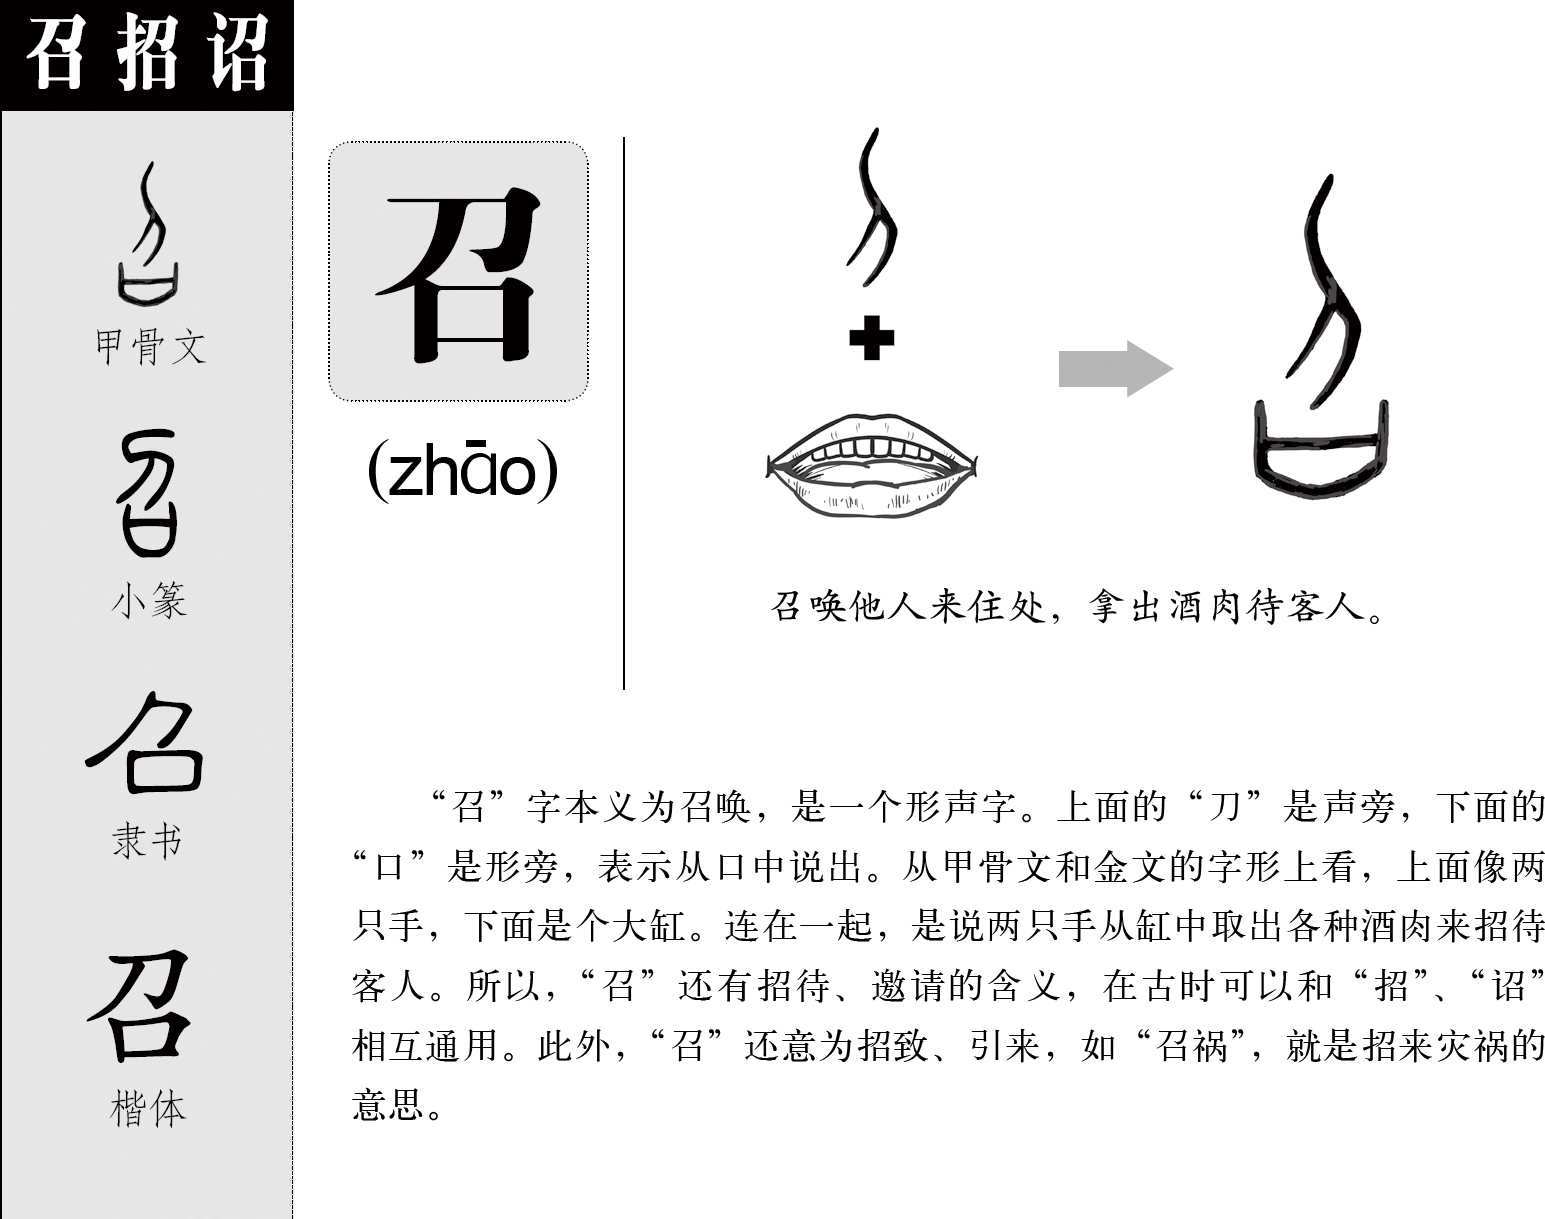 召 招 诏
甲骨文
小篆
隶书
楷体
召
(zhāo)
召唤他人来住处，拿出酒肉待客人。
“召”字本义为召唤，是一个形声字。上面的“刀”是声旁，下面的
“口”是形旁，表示从口中说出。从甲骨文和金文的字形上看，上面像两
只手，下面是个大缸。连在一起，是说两只手从缸中取出各种酒肉来招待
客人。所以，“召”还有招待、邀请的含义，在古时可以和“招”、“诏”
相互通用。此外，“召”还意为招致、引来，如“召祸”，就是招来灾祸的
意思。